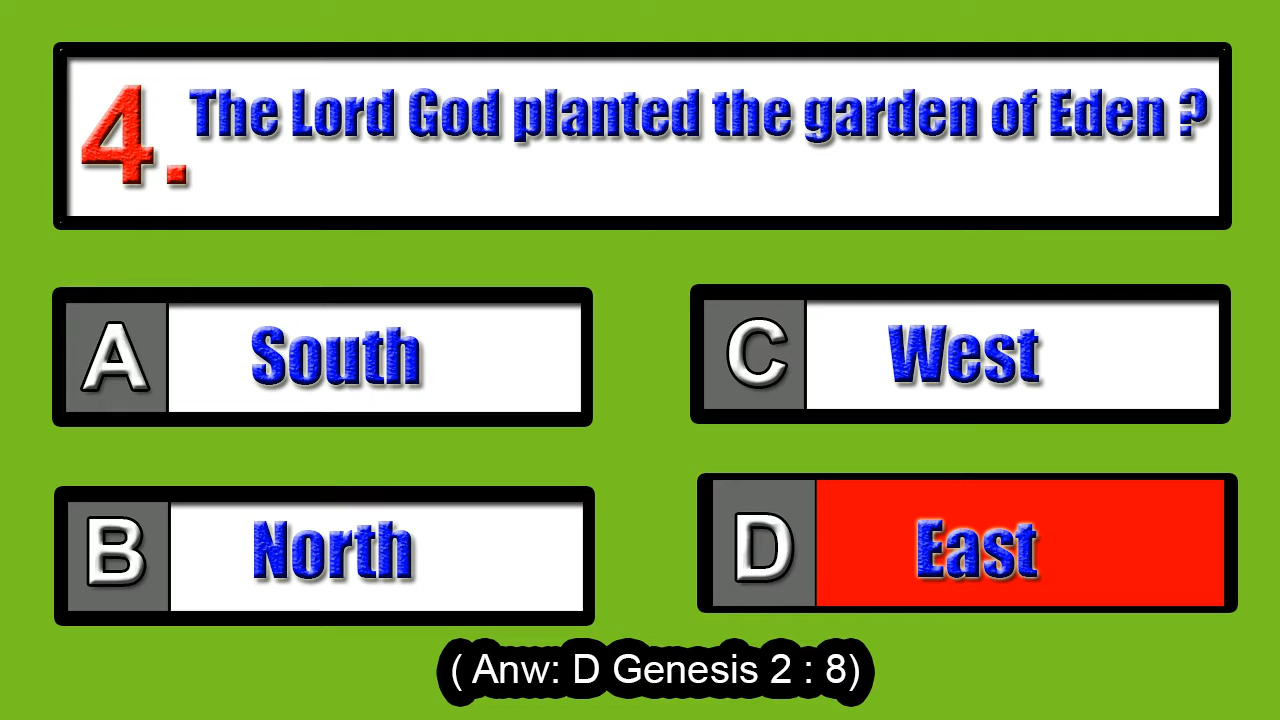 4. The Lord God planted the garden of Eden ?
A South
C West
B North
D East
( Anw: D Genesis 2 : 8)